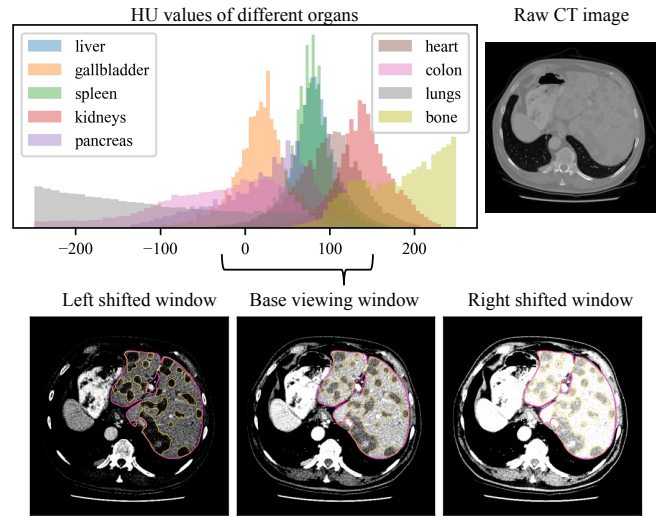 HU values of different organs
Raw CT image
liver
gallbladder
spleen
kidneys
pancreas
heart
colon
lungs
bone
−200
−100
0
100
200
Left shifted window
Base viewing window
Right shifted window